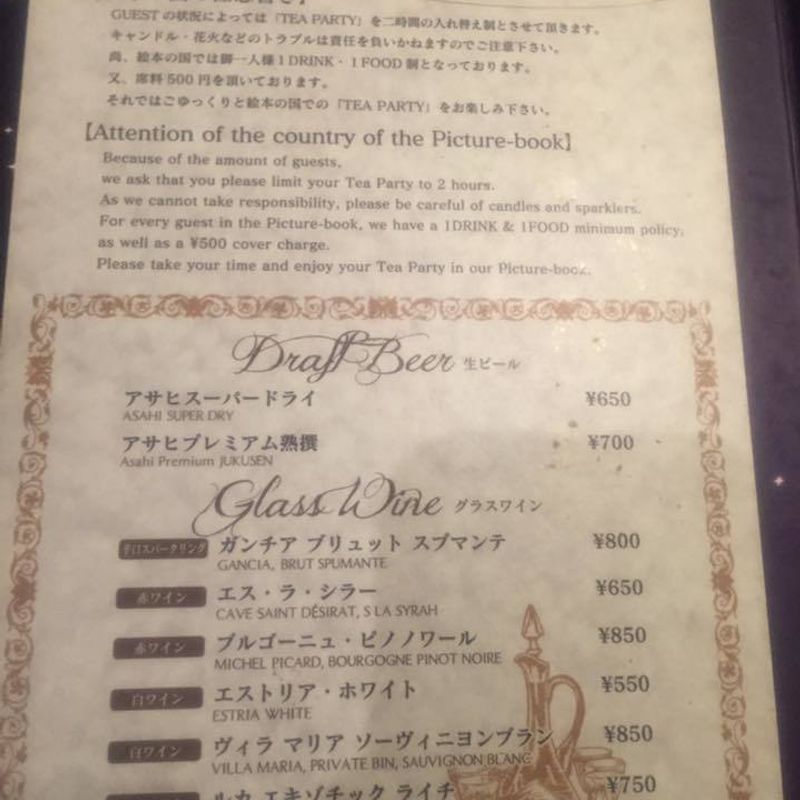 GUEST の状況によっては「TEA PARTY」を二時間の入れ替え制とさせて頂きます。
キャンドル・花火などのトラブルは責任を負いかねますのでご注意下さい。
尚、絵本の国では御一人様 1 DRINK・1 FOOD 制となっております。
又、席料 500 円を頂いております。
それではごゆっくりと絵本の国での「TEA PARTY」をお楽しみ下さい。
【Attention of the country of the Picture-book】
Because of the amount of guests,
we ask that you please limit your Tea Party to 2 hours.
As we cannot take responsibility, please be careful of candles and sparklers.
For every guest in the Picture-book, we have a 1DRINK & 1FOOD minimum policy,
as well as a ¥500 cover charge.
Please take your time and enjoy your Tea Party in our Picture-book.
Draft Beer 生ビール
アサヒスーパードライ ¥650
ASAHI SUPER DRY
アサヒプレミアム熟撰 ¥700
Asahi Premium JUKUSEN
Glass Wine グラスワイン
辛口スパークリング ガンチア ブリュット スプマンテ ¥800
GANCIA, BRUT SPUMANTE
赤ワイン エス・ラ・シラー ¥650
CAVE SAINT DÉSIRAT, S LA SYRAH
赤ワイン ブルゴーニュ・ピノノワール ¥850
MICHEL PICARD, BOURGOGNE PINOT NOIRE
白ワイン エストリア・ホワイト ¥550
ESTRIA WHITE
白ワイン ヴィラ マリア ソーヴィニヨンブラン ¥850
VILLA MARIA, PRIVATE BIN, SAUVIGNON BLANC
ルカ エキゾチック ライチ ¥750